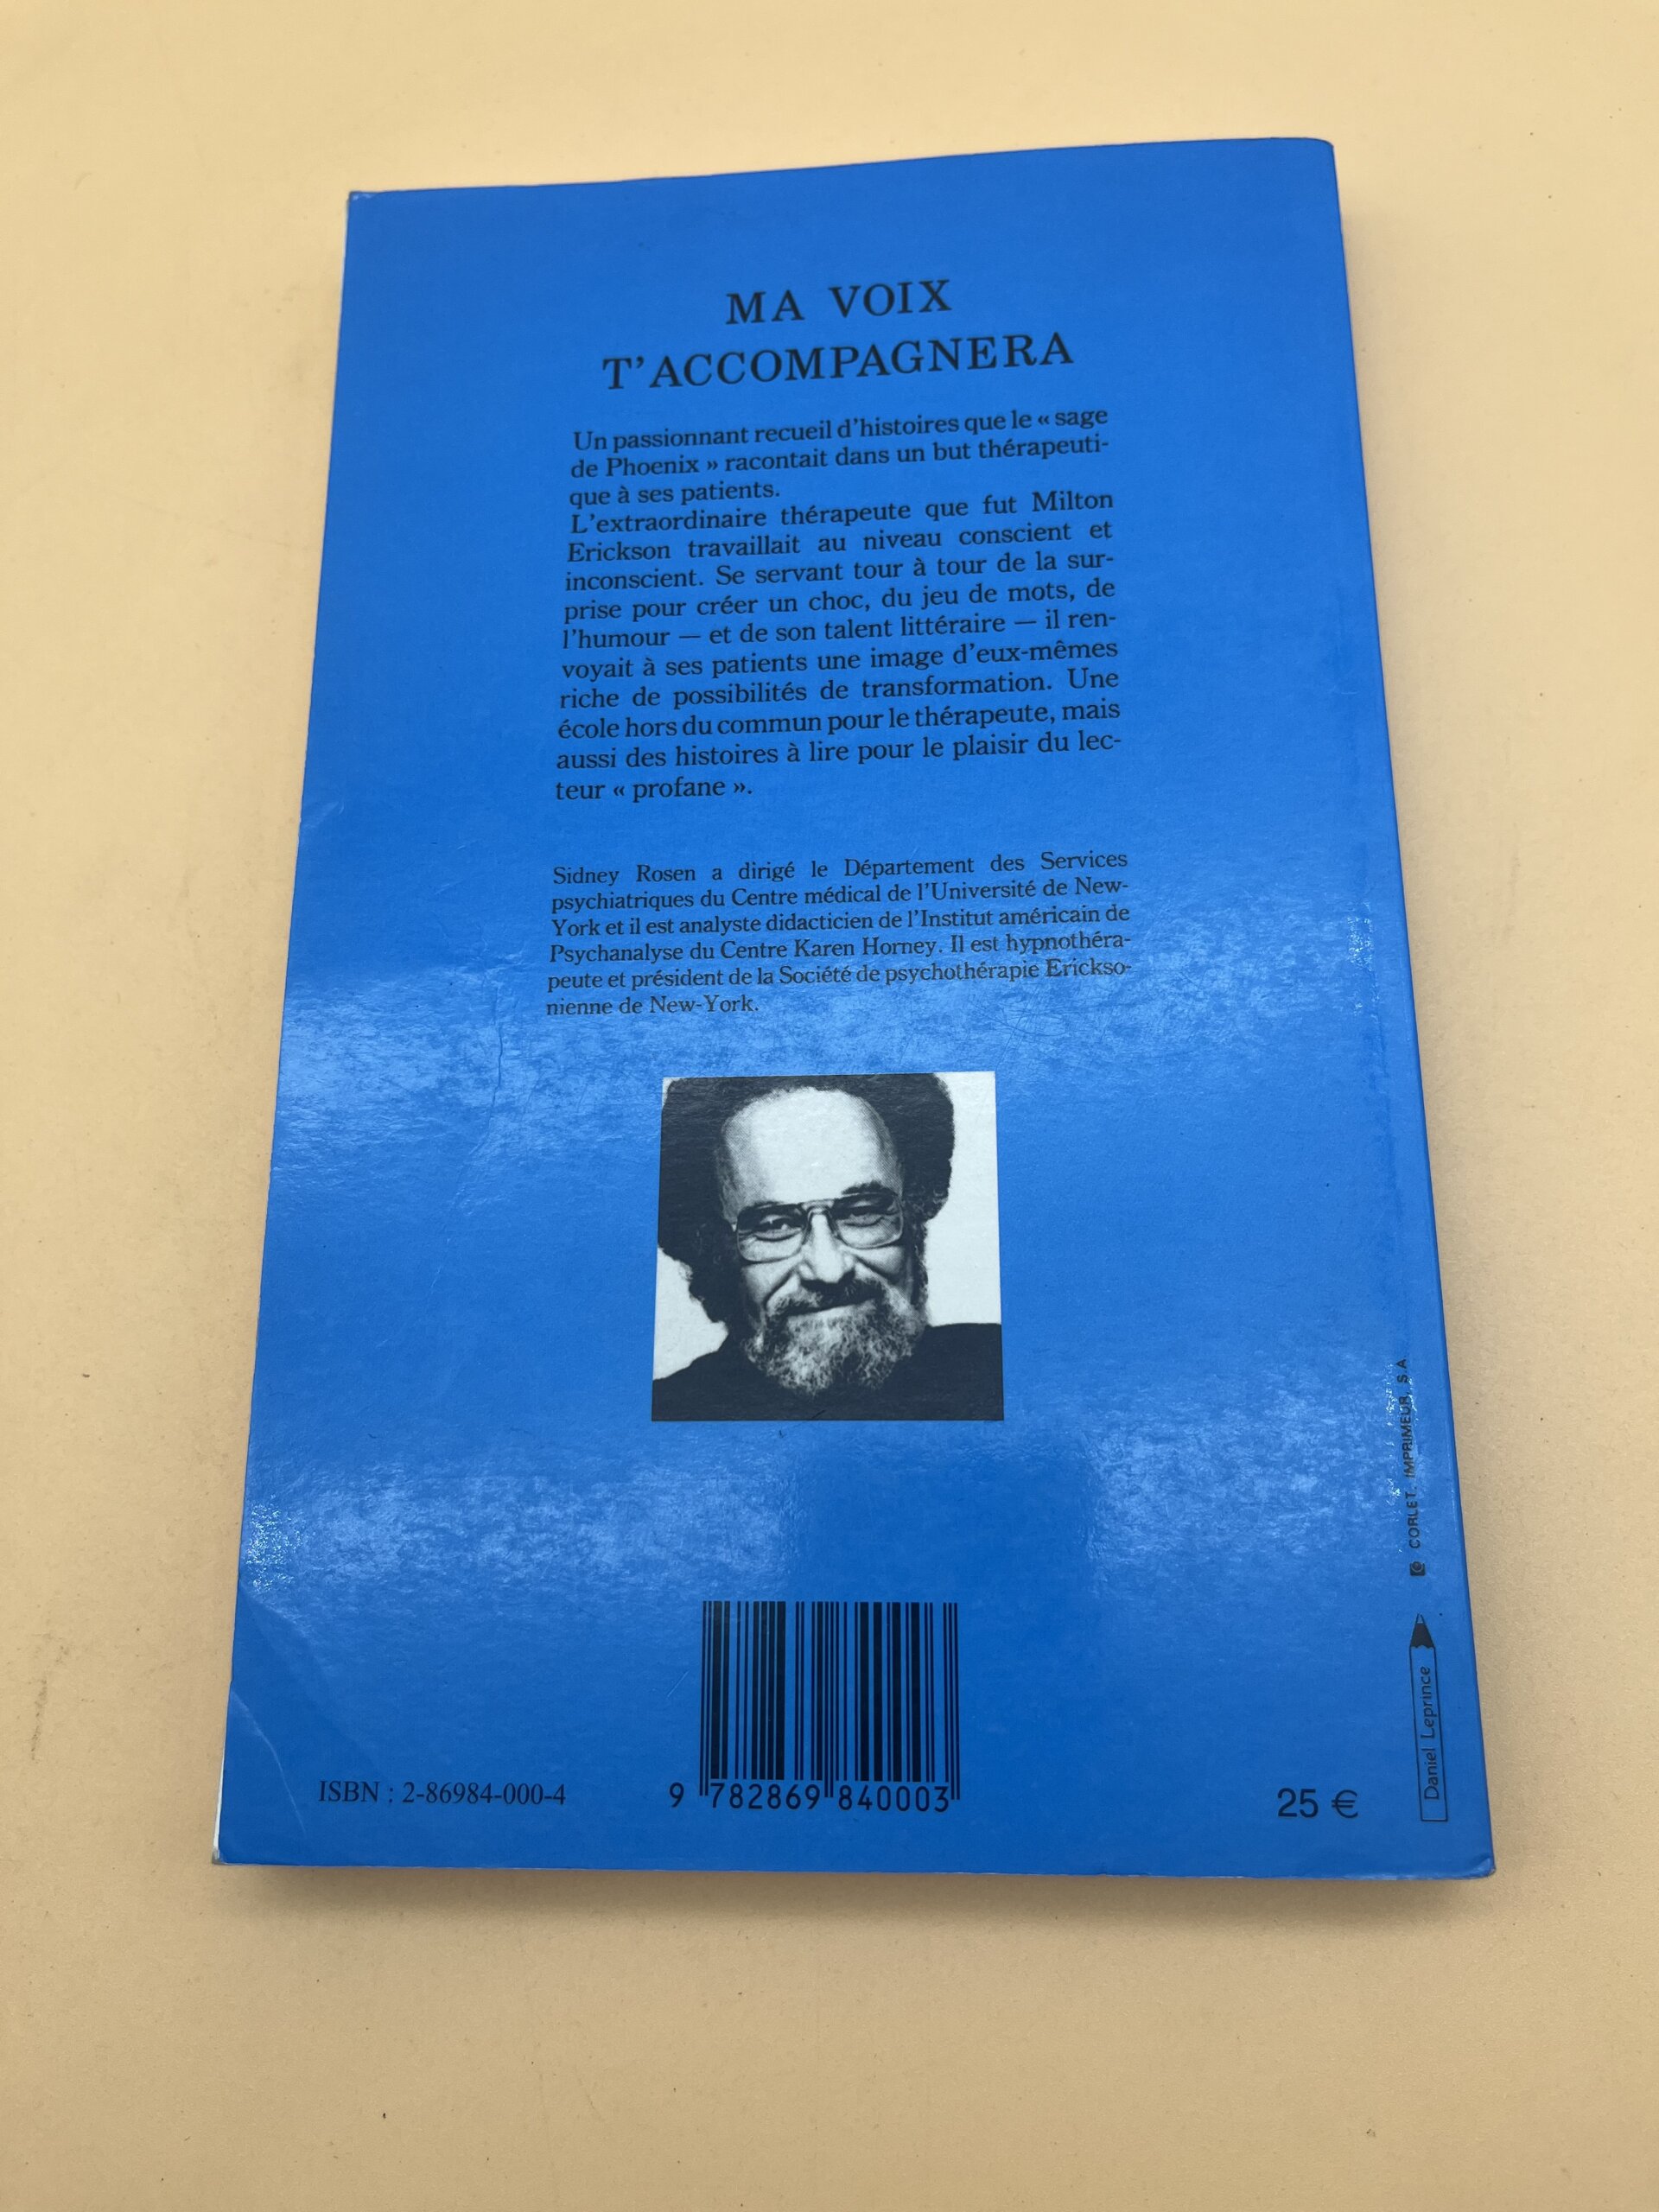 MA VOIX
T'ACCOMPAGNERA
Un passionnant recueil d'histoires que le « sage
de Phoenix » racontait dans un but thérapeuti-
que à ses patients.
L'extraordinaire thérapeute que fut Milton
Erickson travaillait au niveau conscient et
inconscient. Se servant tour à tour de la sur-
prise pour créer un choc, du jeu de mots, de
l'humour — et de son talent littéraire — il ren-
voyait à ses patients une image d'eux-mêmes
riche de possibilités de transformation. Une
école hors du commun pour le thérapeute, mais
aussi des histoires à lire pour le plaisir du lec-
teur « profane ».
Sidney Rosen a dirigé le Département des Services
psychiatriques du Centre médical de l'Université de New-
York et il est analyste didacticien de l'Institut américain de
Psychanalyse du Centre Karen Horney. Il est hypnothéra-
peute et président de la Société de psychothérapie Erickso-
nienne de New-York.
ISBN : 2-86984-000-4
9 782869 840003
25 €
Daniel Leprince
CORLET, IMPRIMEUR, S.A.